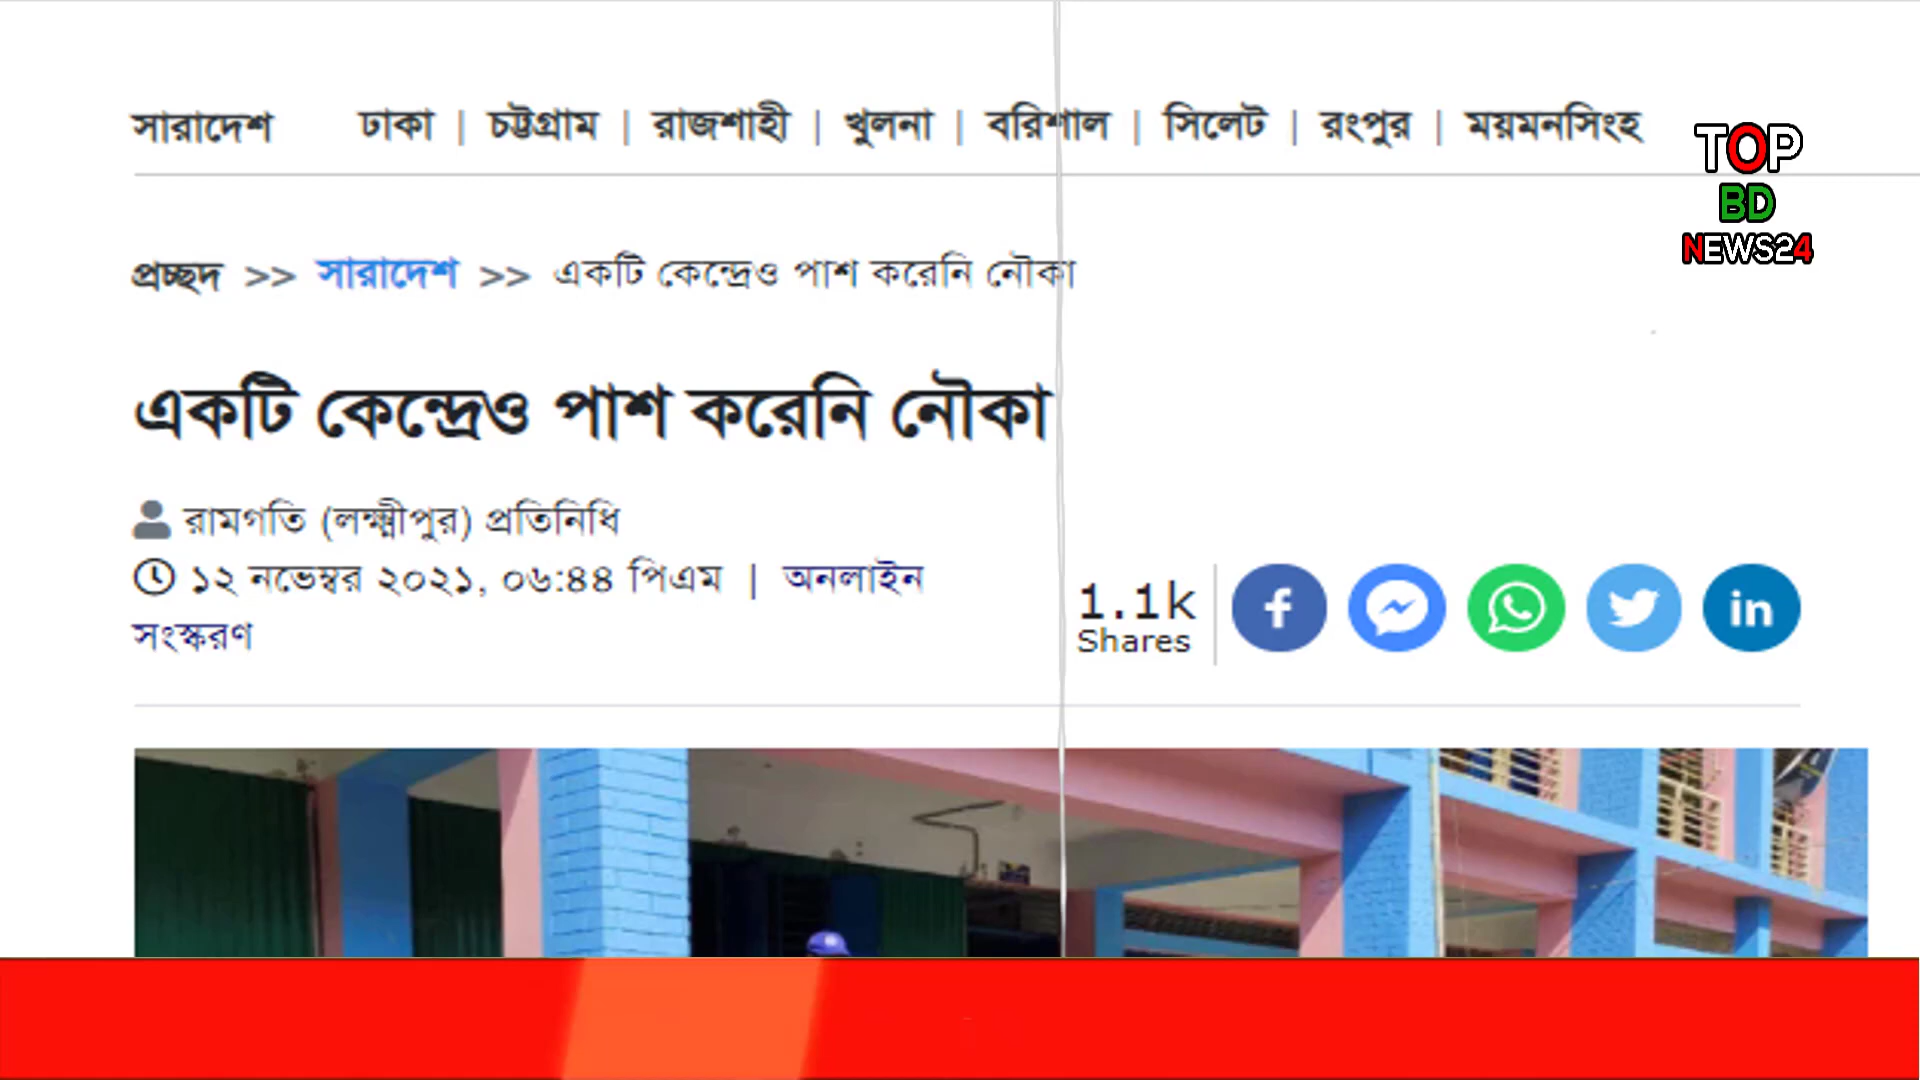 সারাদেশ ঢাকা | চট্টগ্রাম | রাজশাহী | খুলনা | বরিশাল | সিলেট | রংপুর | ময়মনসিংহ
TOP
BD
NEWS24
প্রচ্ছদ >> সারাদেশ >> একটি কেন্দ্রেও পাশ করেনি নৌকা
একটি কেন্দ্রেও পাশ করেনি নৌকা
রামগতি (লক্ষ্মীপুর) প্রতিনিধি
১২ নভেম্বর ২০২১, ০৬:৪৪ পিএম | অনলাইন
সংস্করণ
1.1k
Shares